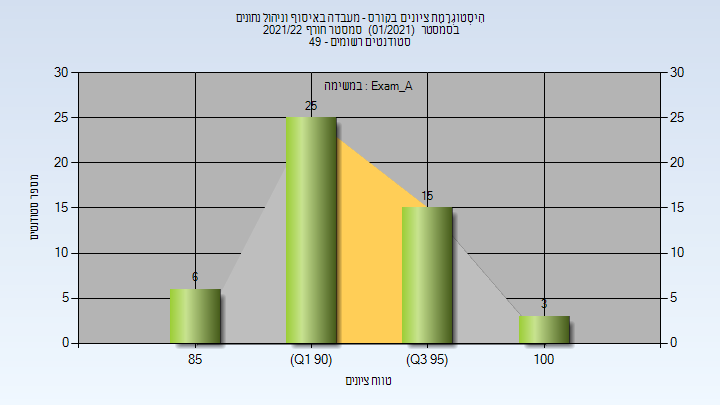 היסטוגרמת ציונים בקורס - מעבדה באיסוף וניהול נתונים
בסמסטר (01/2021) סמסטר חורף 2021/22
סטודנטים רשומים - 49
במשימה : Exam_A
30 30
25 25
20 20
15 15
10 10
5 5
0 0
6 25 15 3
מספר סטודנטים
85 (Q1 90) (Q3 95) 100
טווח ציונים